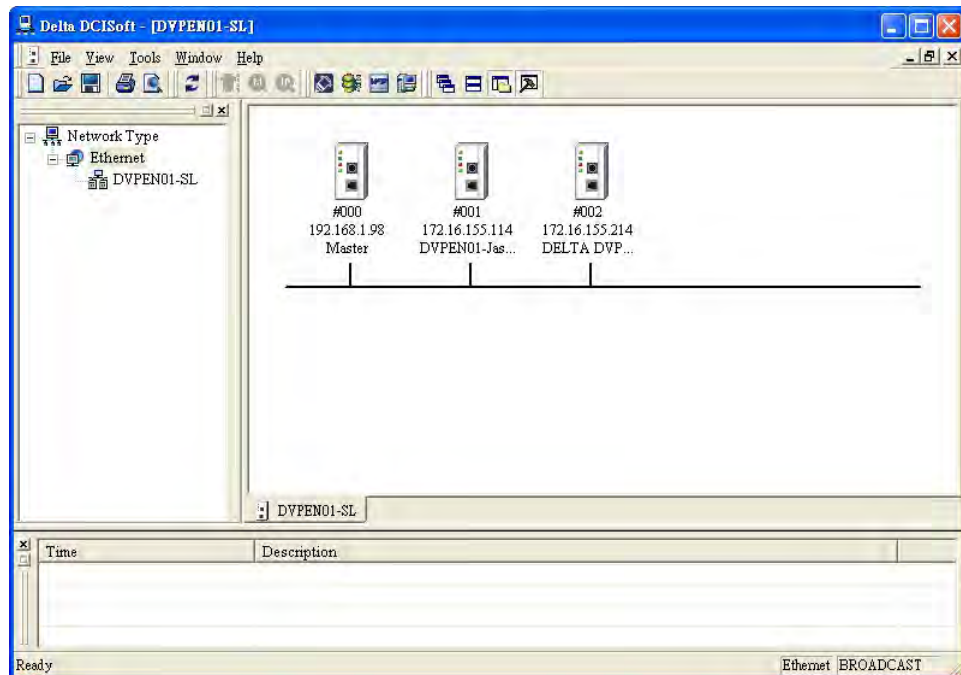 Delta DCISoft - [DVPEN01-SL]
File View Tools Window Help
Network Type
Ethernet
DVPEN01-SL
#000
192.168.1.98
Master
#001
172.16.155.114
DVPEN01-Jas...
#002
172.16.155.214
DELTA DVP...
DVPEN01-SL
Time Description
Ready Ethernet BROADCAST